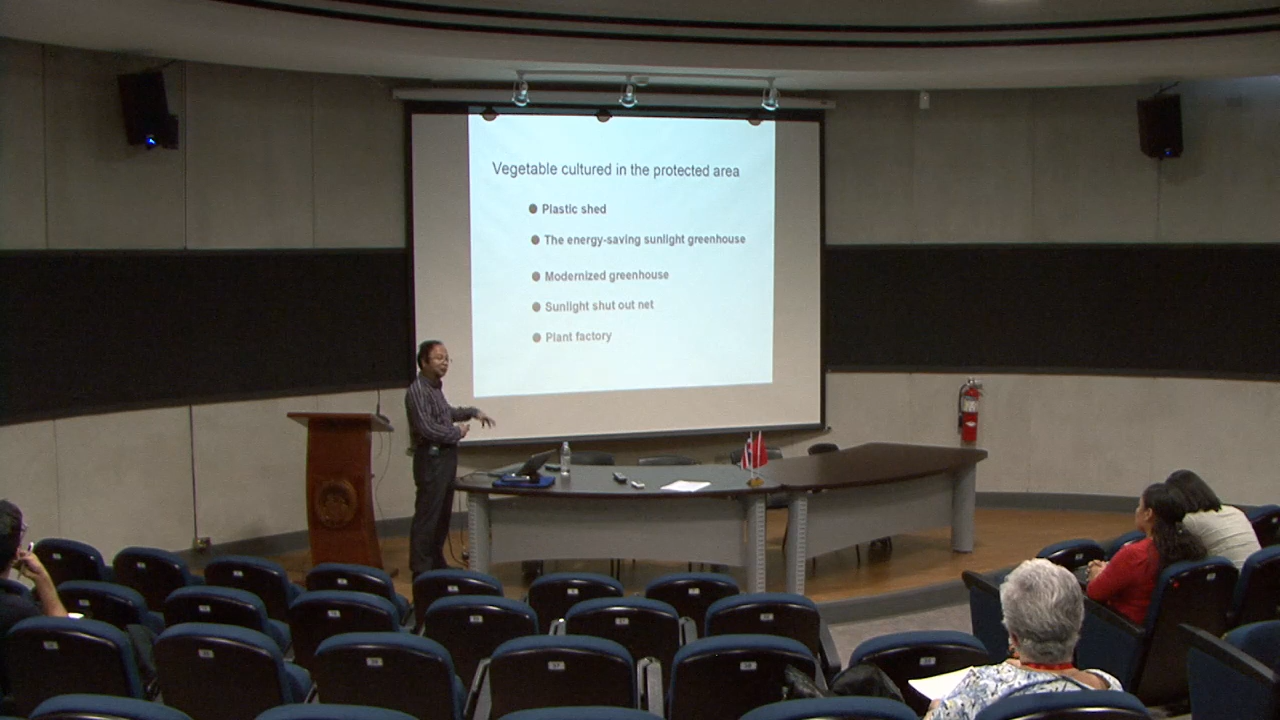 Vegetable cultured in the protected area
Plastic shed
The energy-saving sunlight greenhouse
Modernized greenhouse
Sunlight shut out net
Plant factory